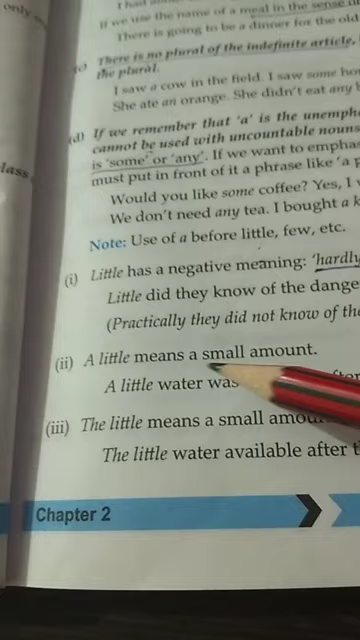 only
I had
if we use the name of a meal in the sense of
There is going to be a dinner for the old
(c) There is no plural of the indefinite article,
the plural.
I saw a cow in the field. I saw some
She ate an orange. She didn't eat any
(d) If we remember that 'a' is the
cannot be used with uncountable
is 'some' or 'any'. If we want to
must put in front of it a phrase like 'a
Would you like some coffee? Yes, I
We don't need any tea. I bought a
Note: Use of a before little, few, etc.
(i) Little has a negative meaning: 'hardly
Little did they know of the
(Practically they did not know of the
(ii) A little means a small amount.
A little water was
(iii) The little means a small
The little water available after
Chapter 2